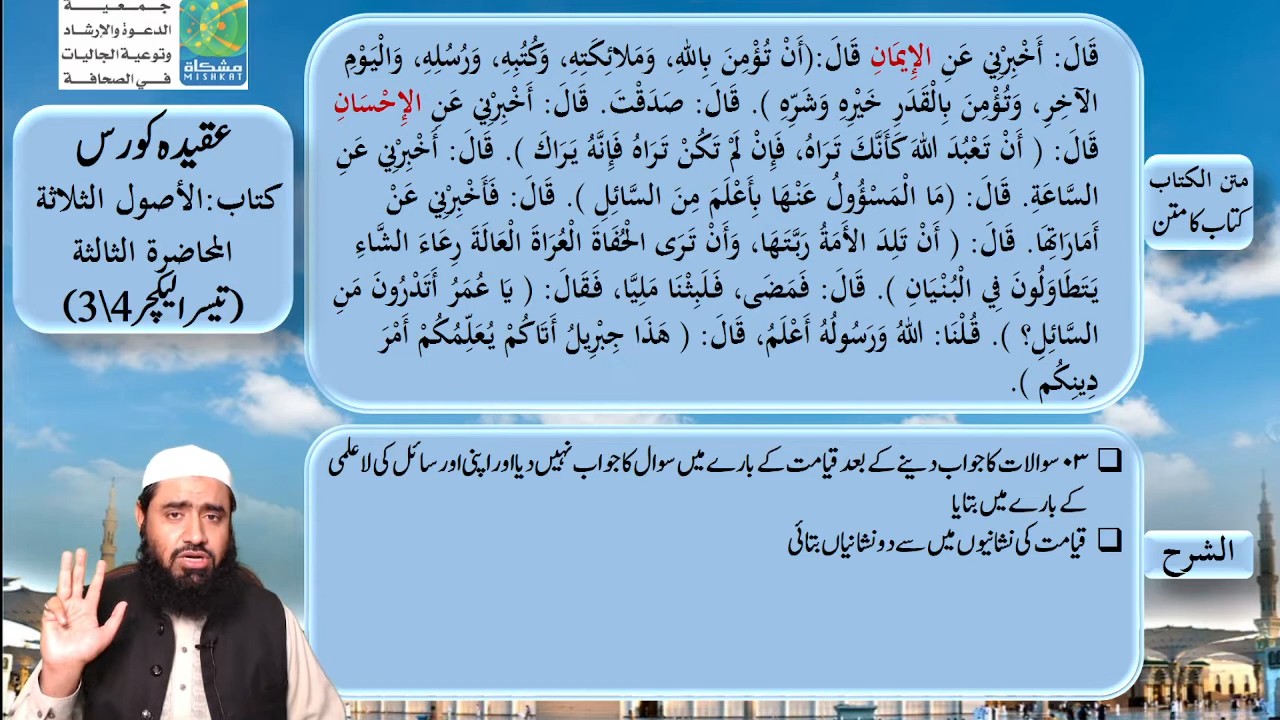 جمعية
الدعوة والإرشاد
وتوعية الجاليات
في الصحافة
مشكاة
MISHKAT
عقیدہ کورس
كتاب: الأصول الثلاثة
المحاضرة الثالثة
(تیسرا لیکچر 4\3)
قَالَ: أَخْبِرْنِي عَنِ الإِيمَانِ قَالَ:(أَنْ تُؤْمِنَ بِاللهِ، وَمَلائِكَتِهِ، وَكُتُبِهِ، وَرُسُلِهِ، وَالْيَوْمِ
الآخِرِ، وَتُؤْمِنَ بِالْقَدَرِ خَيْرِهِ وَشَرِّهِ ). قَالَ: صَدَقْتَ. قَالَ: أَخْبِرْنِي عَنِ الإِحْسَانِ
قَالَ: ( أَنْ تَعْبُدَ اللهَ كَأَنَّكَ تَرَاهُ، فَإِنْ لَمْ تَكُنْ تَرَاهُ فَإِنَّهُ يَرَاكَ ). قَالَ: أَخْبِرْنِي عَنِ
السَّاعَةِ. قَالَ: (مَا الْمَسْؤُولُ عَنْهَا بِأَعْلَمَ مِنَ السَّائِلِ ). قَالَ: فَأَخْبِرْنِي عَنْ
أَمَارَاتِهَا. قَالَ: ( أَنْ تَلِدَ الأَمَةُ رَبَّتَهَا، وَأَنْ تَرَى الْحُفَاةَ الْعُرَاةَ الْعَالَةَ رِعَاءَ الشَّاءِ
يَتَطَاوَلُونَ فِي الْبُنْيَانِ ). قَالَ: فَمَضَى، فَلَبِثْنَا مَلِيًّا، فَقَالَ: ( يَا عُمَرُ أَتَدْرُونَ مَنِ
السَّائِلِ؟ ). قُلْنَا: اللهُ وَرَسُولُهُ أَعْلَمُ، قَالَ: ( هَذَا جِبْرِيلُ أَتَاكُمْ يُعَلِّمُكُمْ أَمْرَ
دِينِكُم ).
متن الكتاب
کتاب کا متن
۰۳ سوالات کا جواب دینے کے بعد قیامت کے بارے میں سوال کا جواب نہیں دیا اور اپنی اور سائل کی لاعلمی
کے بارے میں بتایا
قیامت کی نشانیوں میں سے دو نشانیاں بتائی
الشرح